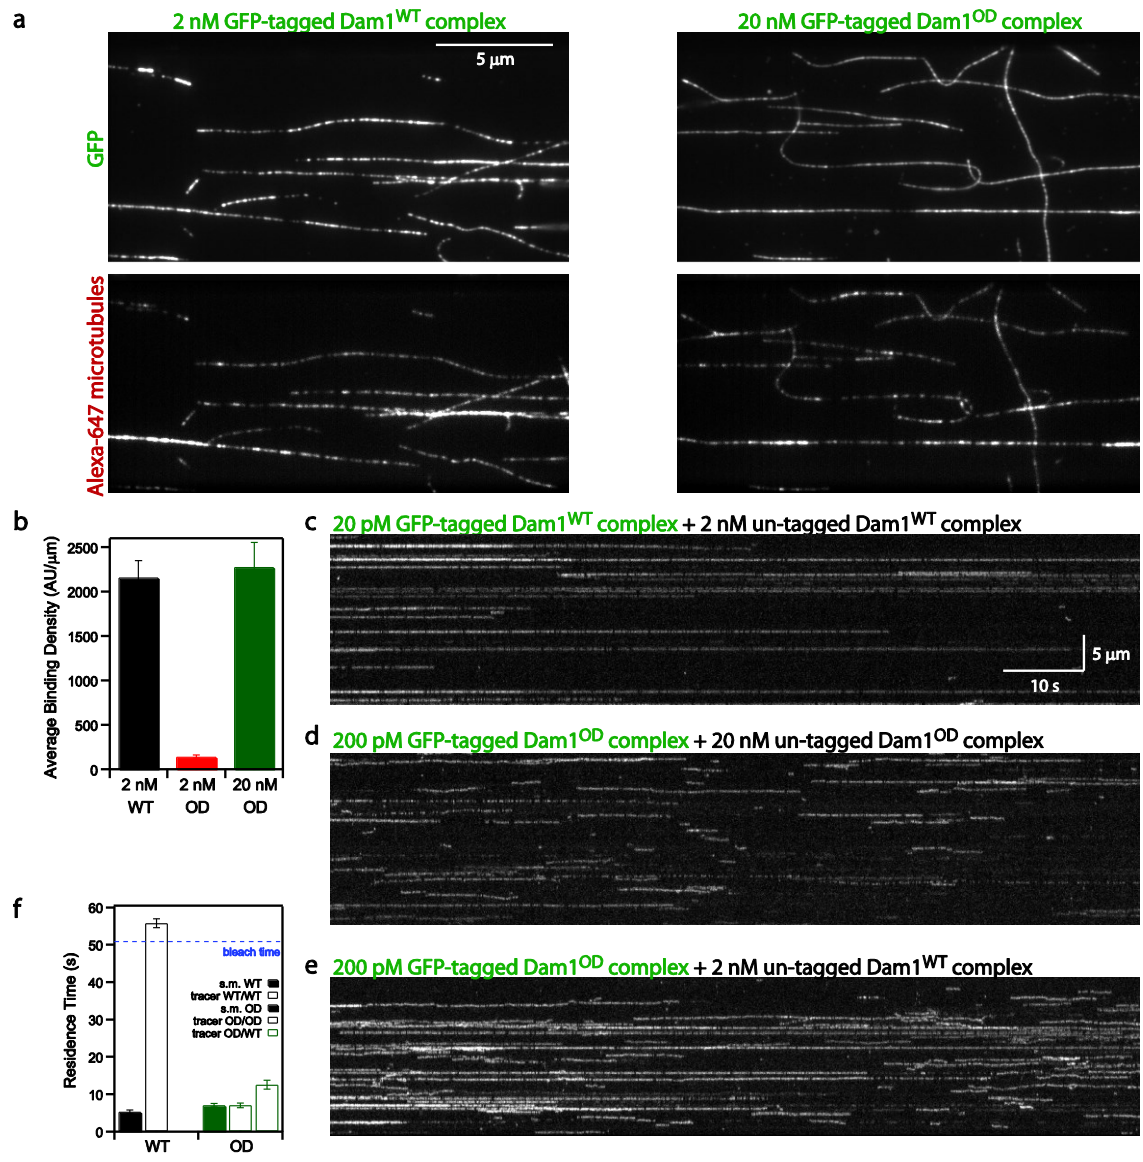 a
2 nM GFP-tagged Dam1WT complex
20 nM GFP-tagged Dam1OD complex
5 µm
GFP
Alexa-647 microtubules
b
Average Binding Density (AU/µm)
2500
2000
1500
1000
500
0
2 nM 2 nM 20 nM
WT OD OD
c
20 pM GFP-tagged Dam1WT complex + 2 nM un-tagged Dam1WT complex
5 µm
10 s
d
200 pM GFP-tagged Dam1OD complex + 20 nM un-tagged Dam1OD complex
e
200 pM GFP-tagged Dam1OD complex + 2 nM un-tagged Dam1WT complex
f
Residence Time (s)
60
50
40
30
20
10
0
bleach time
s.m. WT
tracer WT/WT
s.m. OD
tracer OD/OD
tracer OD/WT
WT OD